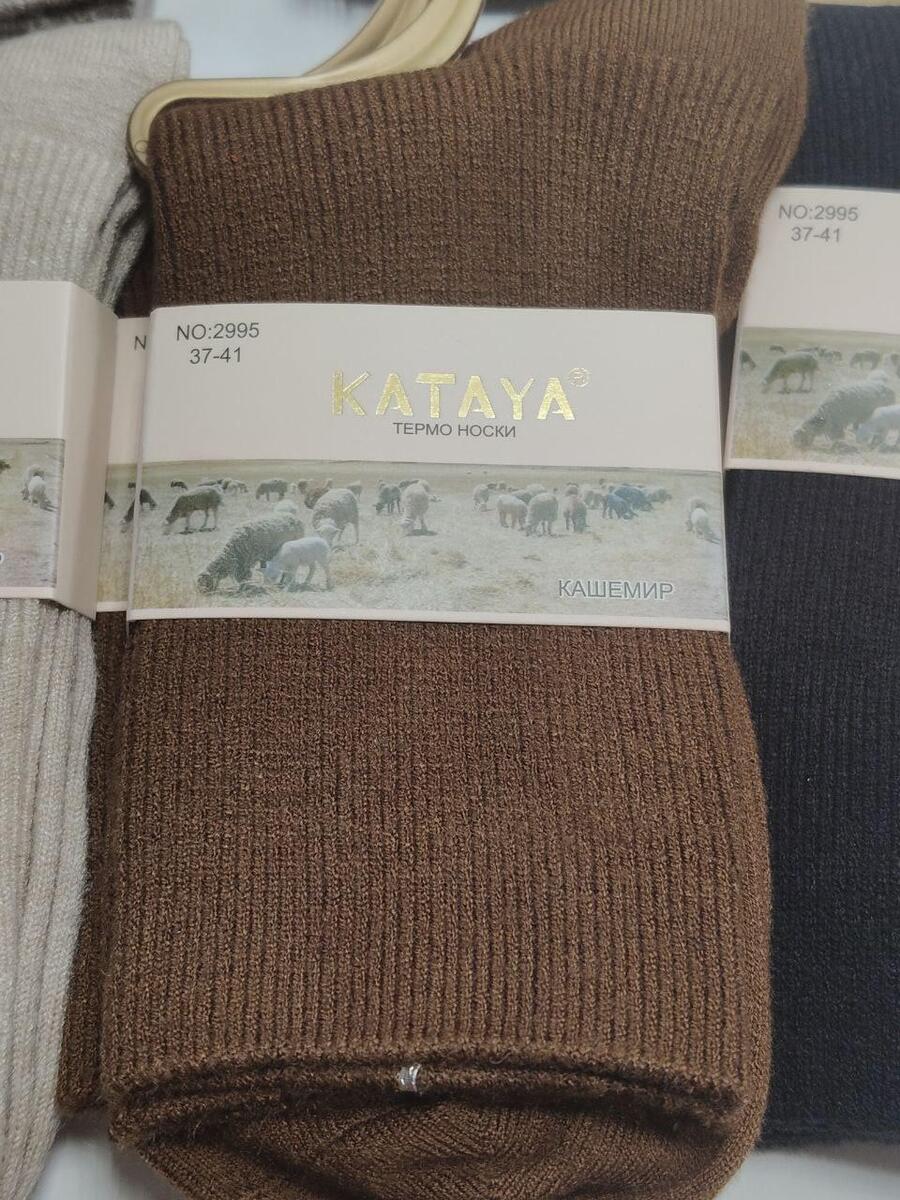 NO:2995
37-41
KATAYA
ТЕРМО НОСКИ
КАШЕМИР
NO:2995
37-41
N